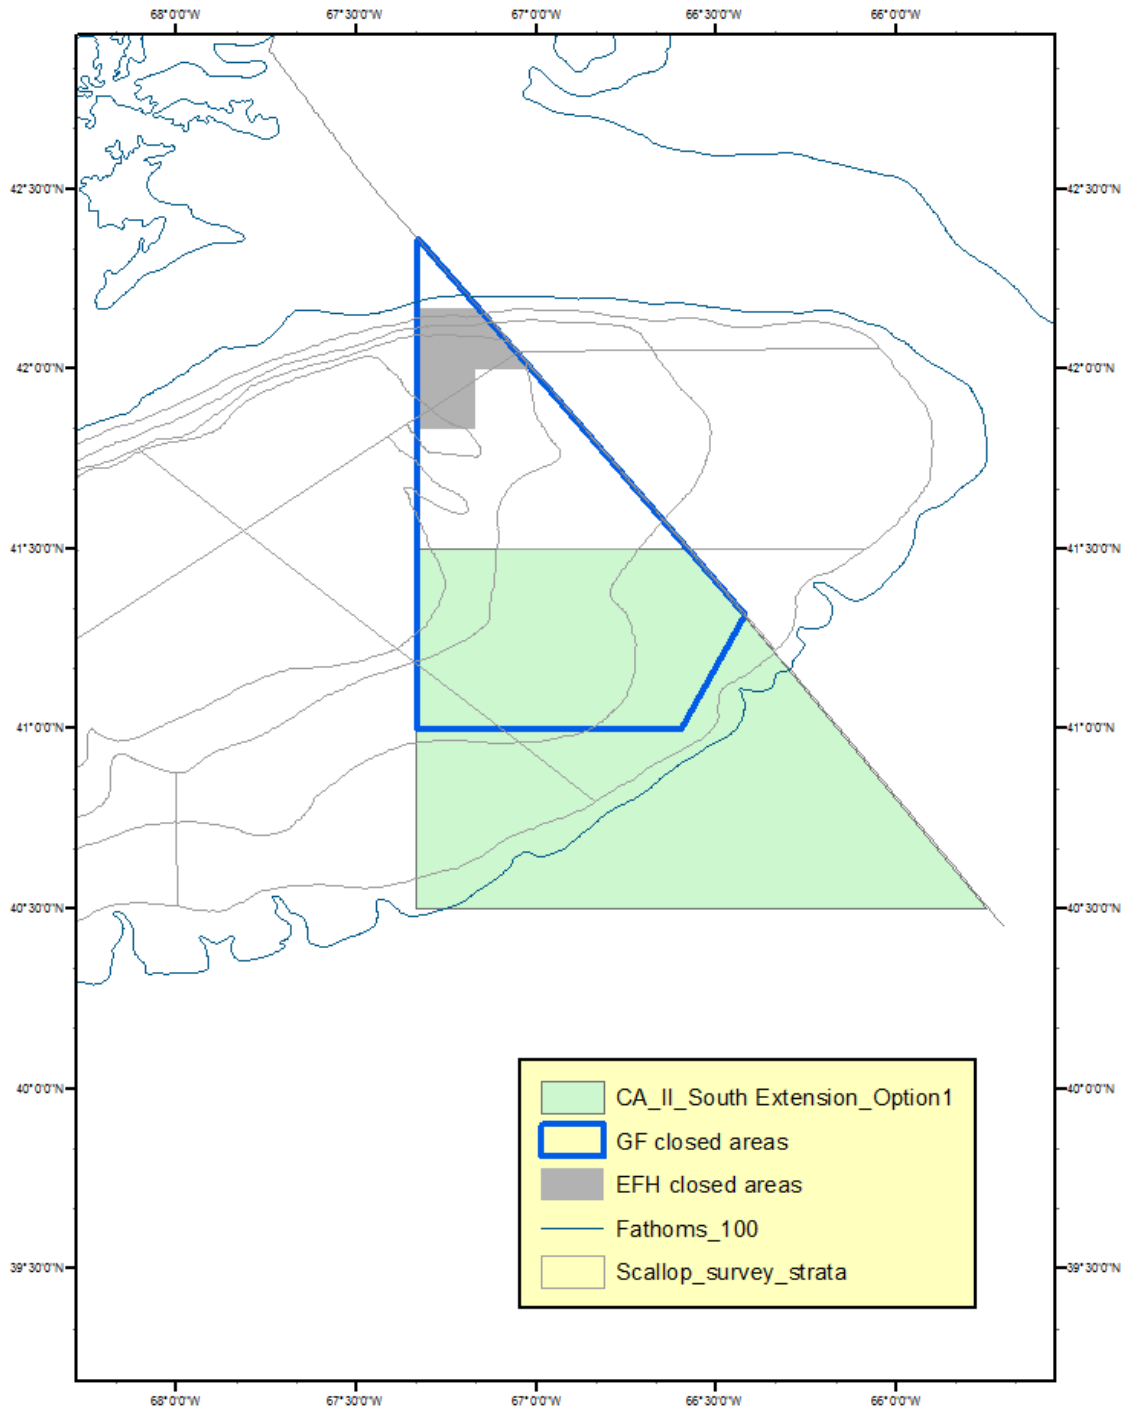 68°0'0"W 67°30'0"W 67°0'0"W 66°30'0"W 66°0'0"W
42°30'0"N 42°30'0"N
42°0'0"N 42°0'0"N
41°30'0"N 41°30'0"N
41°0'0"N 41°0'0"N
40°30'0"N 40°30'0"N
40°0'0"N 40°0'0"N
CA_II_South Extension_Option1
GF closed areas
EFH closed areas
Fathoms_100
39°30'0"N 39°30'0"N
Scallop_survey_strata
68°0'0"W 67°30'0"W 67°0'0"W 66°30'0"W 66°0'0"W